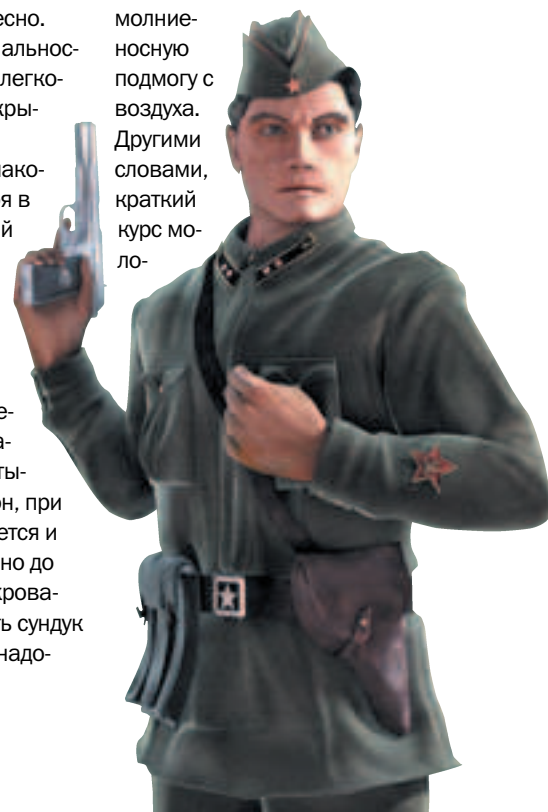 есно.
альнос-
легко-
кры-
ако-
я в
й
е-
а-
ты-
он, при
ется и
но до
крова-
ть сундук
надо-
молние-
носную
подмогу с
воздуха.
Другими
словами,
краткий
курс мо-
ло-